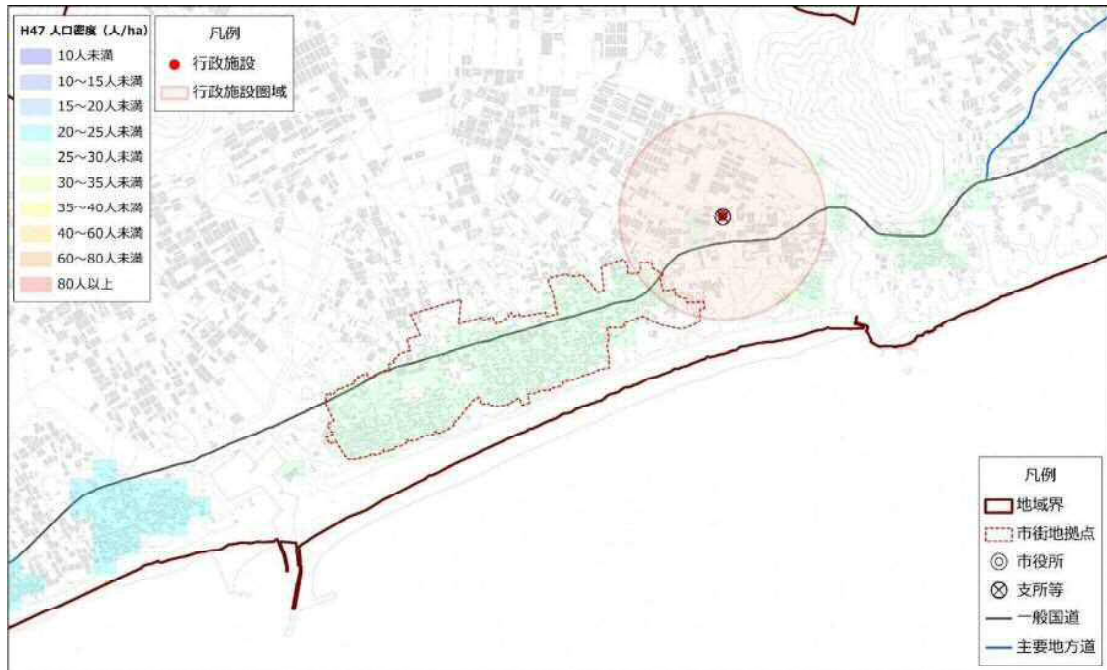 H47 人口密度（人/ha）
10人未満
10～15人未満
15～20人未満
20～25人未満
25～30人未満
30～35人未満
35～40人未満
40～60人未満
60～80人未満
80人以上
凡例
行政施設
行政施設圏域
凡例
地域界
市街地拠点
市役所
支所等
一般国道
主要地方道